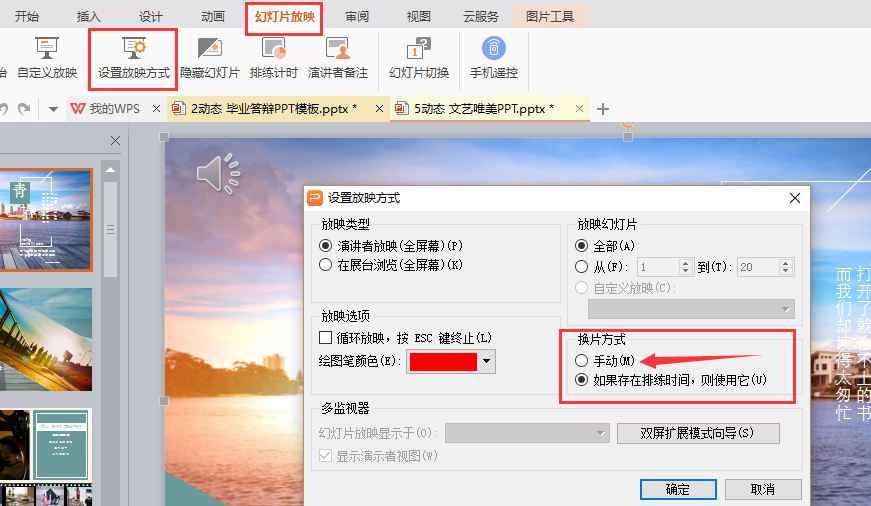 开始 插入 设计 动画 幻灯片放映 审阅 视图 云服务 图片工具
自定义放映 设置放映方式 隐藏幻灯片 排练计时 演讲者备注 幻灯片切换 手机遥控
我的WPS 2动态 毕业答辩PPT模板.pptx * 5动态 文艺唯美PPT.pptx *
设置放映方式
放映类型
演讲者放映(全屏幕)(P)
在展台浏览(全屏幕)(K)
放映幻灯片
全部(A)
从(F): 1 到(T): 20
自定义放映(C):
放映选项
循环放映，按 ESC 键终止(L)
绘图笔颜色(E):
换片方式
手动(M)
如果存在排练时间，则使用它(U)
多监视器
幻灯片放映显示于(O):
双屏扩展模式向导(S)
显示演示者视图(W)
确定 取消
青
而我们却读得太匆忙